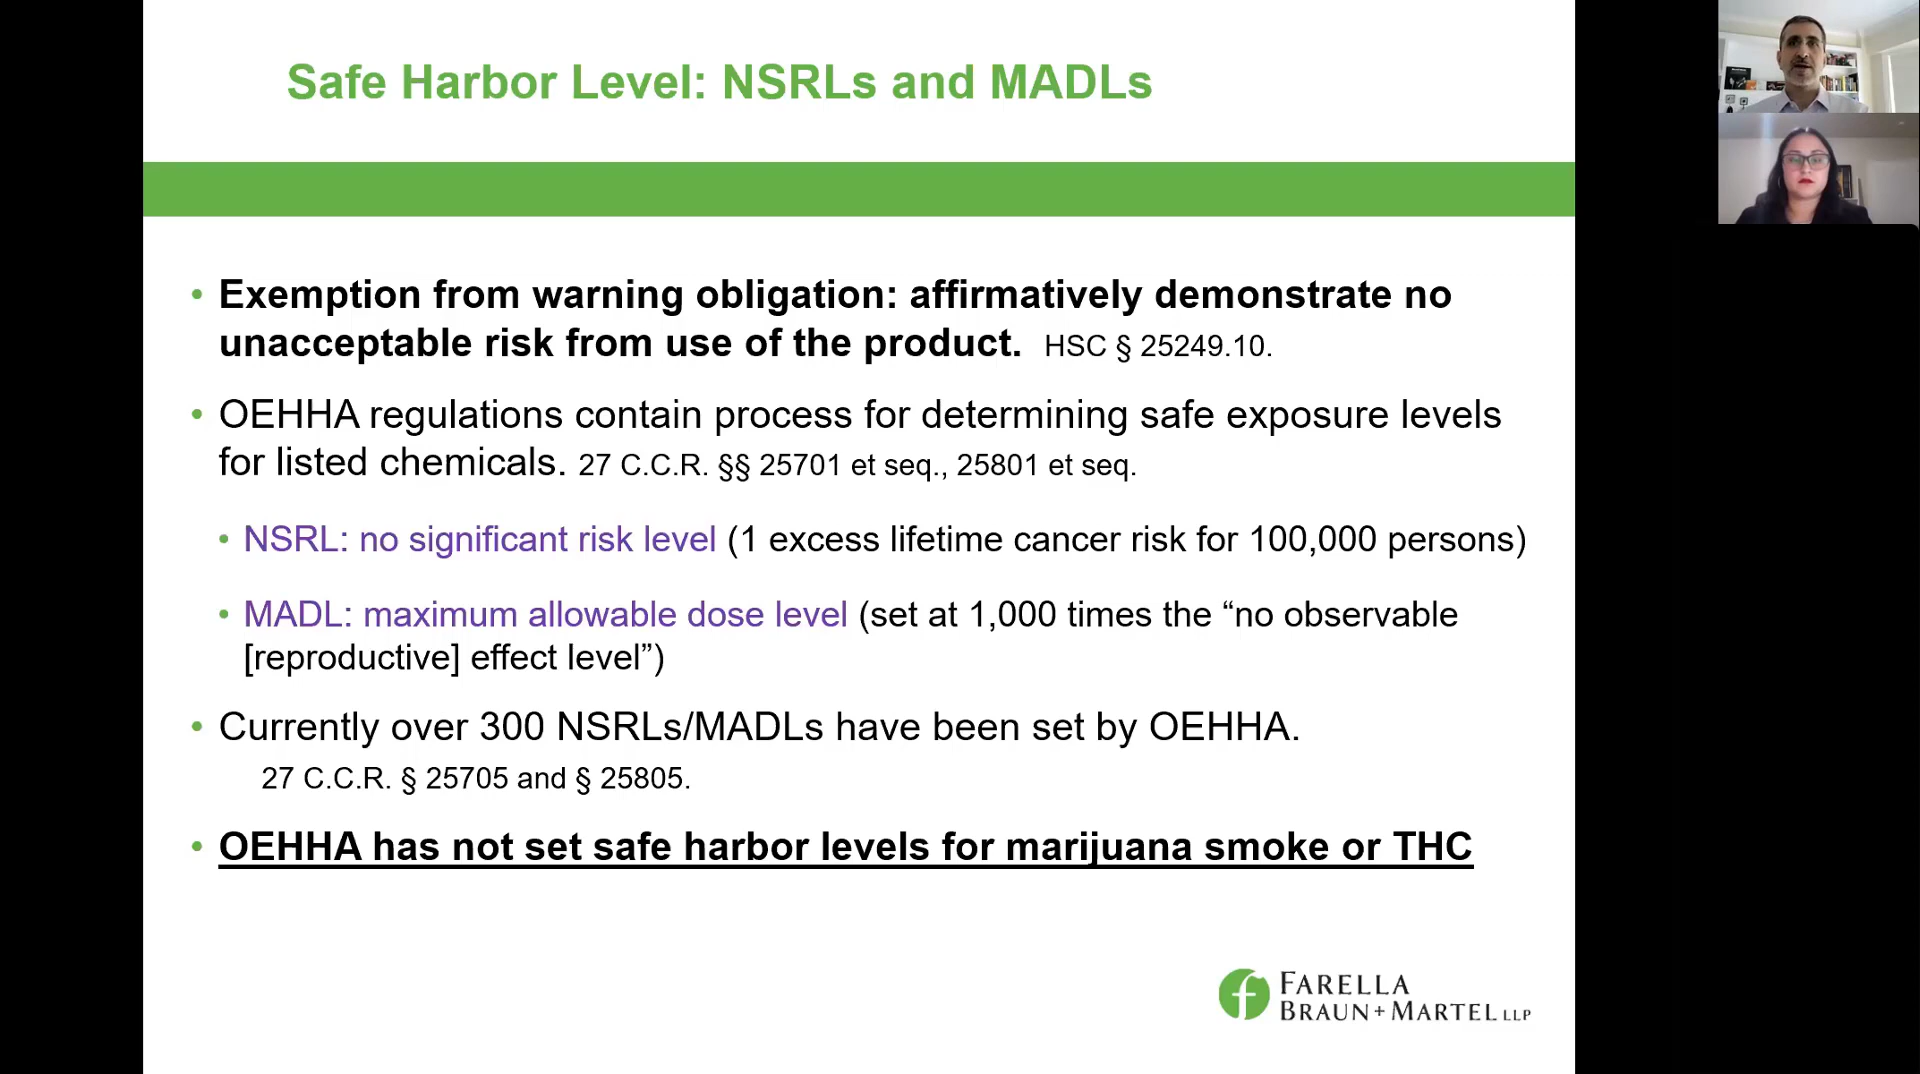 Safe Harbor Level: NSRLs and MADLs
• Exemption from warning obligation: affirmatively demonstrate no
unacceptable risk from use of the product. HSC § 25249.10.
• OEHHA regulations contain process for determining safe exposure levels
for listed chemicals. 27 C.C.R. §§ 25701 et seq., 25801 et seq.
• NSRL: no significant risk level (1 excess lifetime cancer risk for 100,000 persons)
• MADL: maximum allowable dose level (set at 1,000 times the “no observable
[reproductive] effect level”)
• Currently over 300 NSRLs/MADLs have been set by OEHHA.
27 C.C.R. § 25705 and § 25805.
• OEHHA has not set safe harbor levels for marijuana smoke or THC
f FARELLA
BRAUN+MARTEL LLP